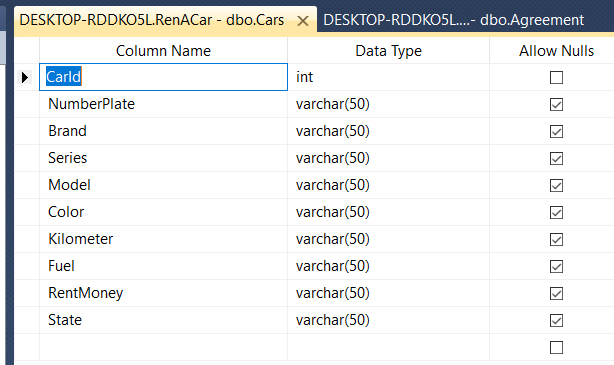 DESKTOP-RDDKO5L.RenACar - dbo.Cars DESKTOP-RDDKO5L....- dbo.Agreement
Column Name Data Type Allow Nulls
CarId int
NumberPlate varchar(50)
Brand varchar(50)
Series varchar(50)
Model varchar(50)
Color varchar(50)
Kilometer varchar(50)
Fuel varchar(50)
RentMoney varchar(50)
State varchar(50)